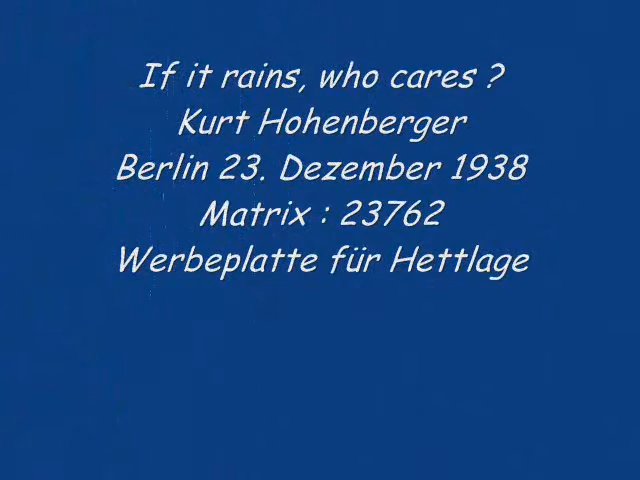 If it rains, who cares ?
Kurt Hohenberger
Berlin 23. Dezember 1938
Matrix : 23762
Werbeplatte für Hettlage